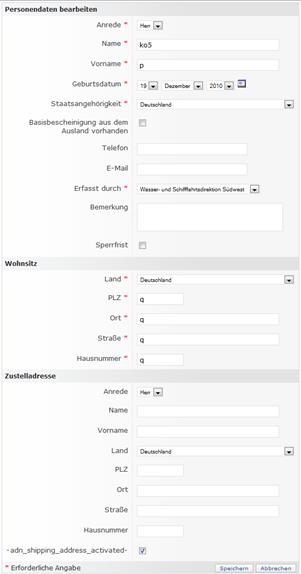 Personendaten bearbeiten
Anrede * Herr
Name * ko5
Vorname * p
Geburtsdatum * 19 Dezember 2010
Staatsangehörigkeit * Deutschland
Basisbescheinigung aus dem
Ausland vorhanden
Telefon
E-Mail
Erfasst durch * Wasser- und Schifffahrtsdirektion Südwest
Bemerkung
Sperrfrist
Wohnsitz
Land * Deutschland
PLZ * q
Ort * q
Straße * q
Hausnummer * q
Zustelladresse
Anrede Herr
Name
Vorname
Land Deutschland
PLZ
Ort
Straße
Hausnummer
-adn_shipping_address_activated-
* Erforderliche Angabe Speichern Abbrechen